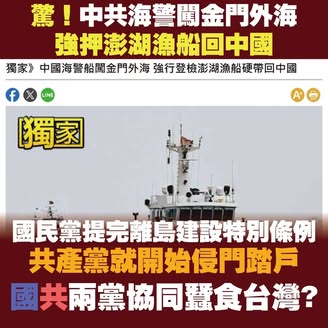 驚！中共海警闖金門外海
強押澎湖漁船回中國
獨家》中國海警船闖金門外海 強行登檢澎湖漁船硬帶回中國
LINE
A
獨家
國民黨提完離島建設特別條例
共產黨就開始侵門踏戶
國共兩黨協同蠶食台灣?